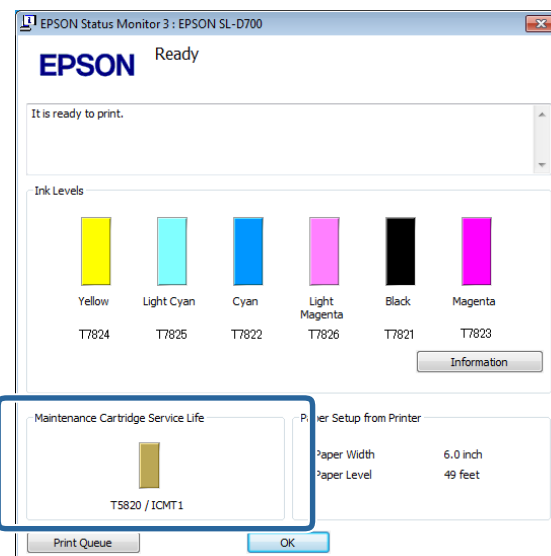 EPSON Status Monitor 3 : EPSON SL-D700
EPSON
Ready
It is ready to print.
Ink Levels
Yellow
Light Cyan
Cyan
Light
Magenta
Black
Magenta
T7824
T7825
T7822
T7826
T7821
T7823
Information
Maintenance Cartridge Service Life
T5820 / ICMT1
Paper Setup from Printer
Paper Width 6.0 inch
Paper Level 49 feet
Print Queue
OK